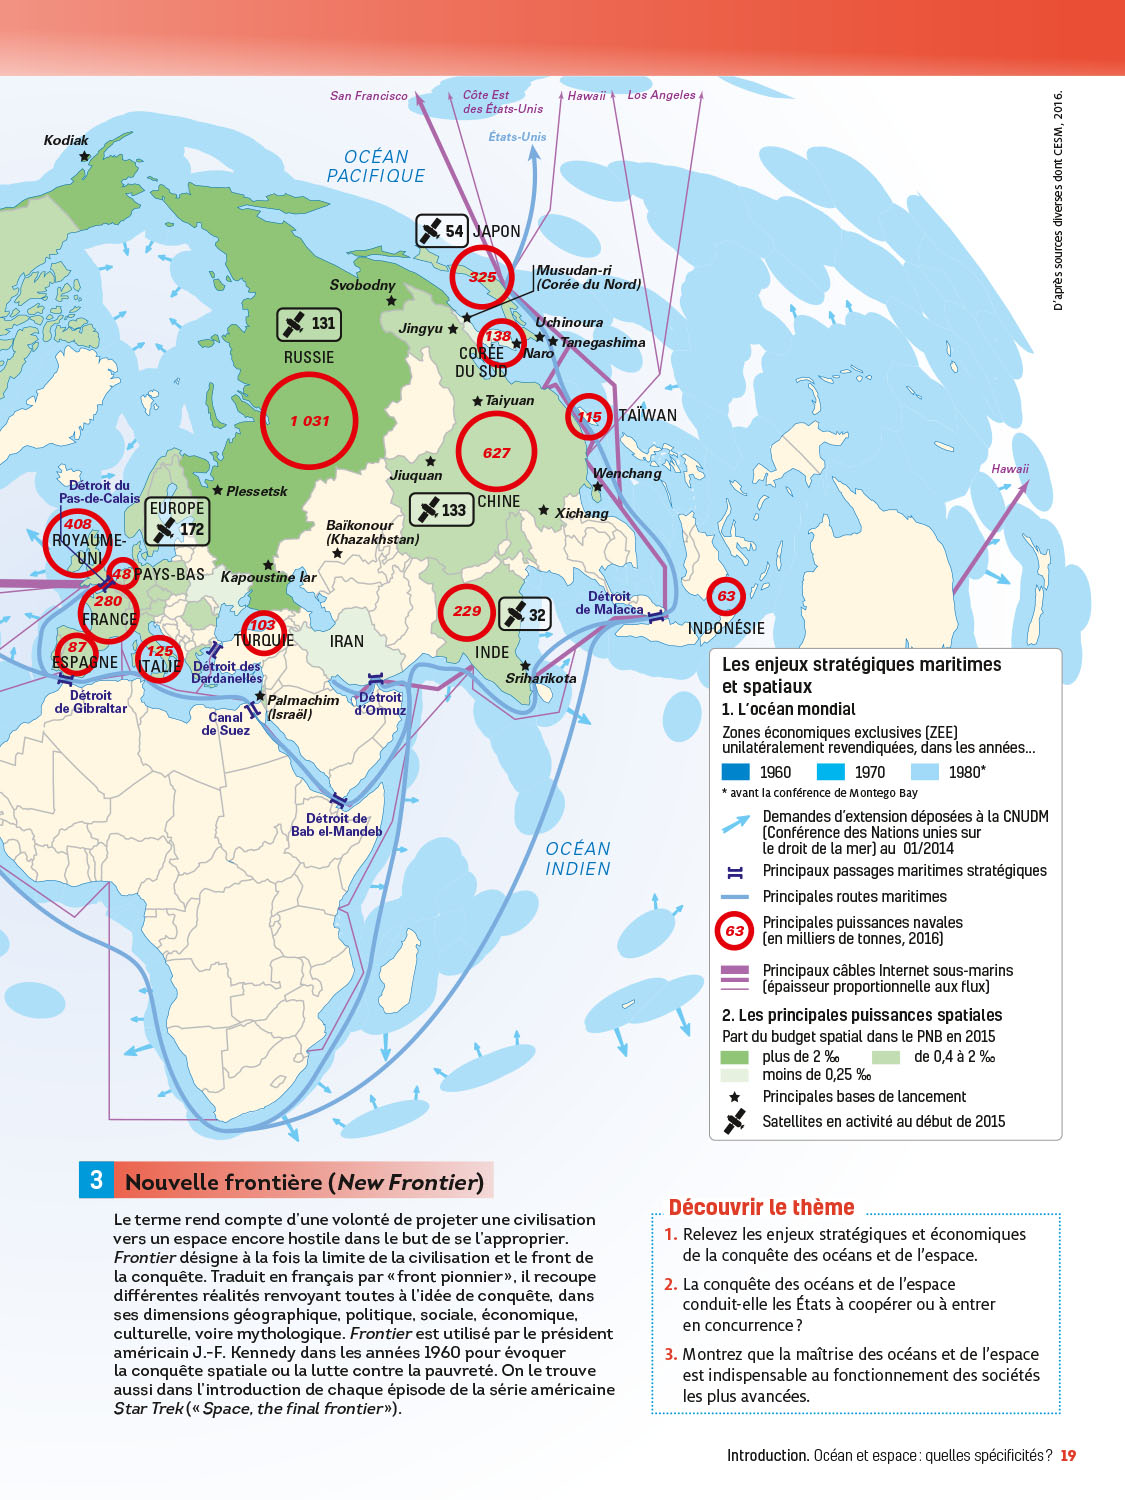 San Francisco
Côte Est
des États-Unis
Hawaii
Los Angeles
États-Unis
D'après sources diverses dont CESM, 2016.
Kodiak
OCÉAN
PACIFIQUE
54
JAPON
325
Musudan-ri
(Corée du Nord)
Svobodny
131
RUSSIE
Jingyu
138
Uchinoura
Tanegashima
Naro
CORÉE
DU SUD
1 031
Taiyuan
115
TAÏWAN
627
Jiuquan
Wenchang
Hawaii
Détroit du
Pas-de-Calais
Plessetsk
EUROPE
172
133
CHINE
Xichang
408
ROYAUME-
UNI
Baïkonour
(Khazakhstan)
48
PAYS-BAS
Kapoustine Iar
280
FRANCE
229
32
Détroit
de Malacca
63
INDONÉSIE
103
TURQUIE
IRAN
INDE
87
ESPAGNE
125
ITALIE
Détroit des
Dardanelles
Sriharikota
Détroit
de Gibraltar
Canal
de Suez
Palmachim
(Israël)
Détroit
d'Ormuz
Détroit de
Bab el-Mandeb
OCÉAN
INDIEN
Les enjeux stratégiques maritimes
et spatiaux
1. L'océan mondial
Zones économiques exclusives (ZEE)
unilatéralement revendiquées, dans les années...
1960 1970 1980*
* avant la conférence de Montego Bay
Demandes d'extension déposées à la CNUDM
(Conférence des Nations unies sur
le droit de la mer) au 01/2014
Principaux passages maritimes stratégiques
Principales routes maritimes
63
Principales puissances navales
(en milliers de tonnes, 2016)
Principaux câbles Internet sous-marins
(épaisseur proportionnelle aux flux)
2. Les principales puissances spatiales
Part du budget spatial dans le PNB en 2015
plus de 2 ‰ de 0,4 à 2 ‰
moins de 0,25 ‰
Principales bases de lancement
Satellites en activité au début de 2015
3 Nouvelle frontière (New Frontier)
Le terme rend compte d'une volonté de projeter une civilisation
vers un espace encore hostile dans le but de se l'approprier.
Frontier désigne à la fois la limite de la civilisation et le front de
la conquête. Traduit en français par « front pionnier », il recoupe
différentes réalités renvoyant toutes à l'idée de conquête, dans
ses dimensions géographique, politique, sociale, économique,
culturelle, voire mythologique. Frontier est utilisé par le président
américain J.-F. Kennedy dans les années 1960 pour évoquer
la conquête spatiale ou la lutte contre la pauvreté. On le trouve
aussi dans l'introduction de chaque épisode de la série américaine
Star Trek (« Space, the final frontier »).
Découvrir le thème
1. Relevez les enjeux stratégiques et économiques
de la conquête des océans et de l'espace.
2. La conquête des océans et de l'espace
conduit-elle les États à coopérer ou à entrer
en concurrence ?
3. Montrez que la maîtrise des océans et de l'espace
est indispensable au fonctionnement des sociétés
les plus avancées.
Introduction. Océan et espace : quelles spécificités ? 19